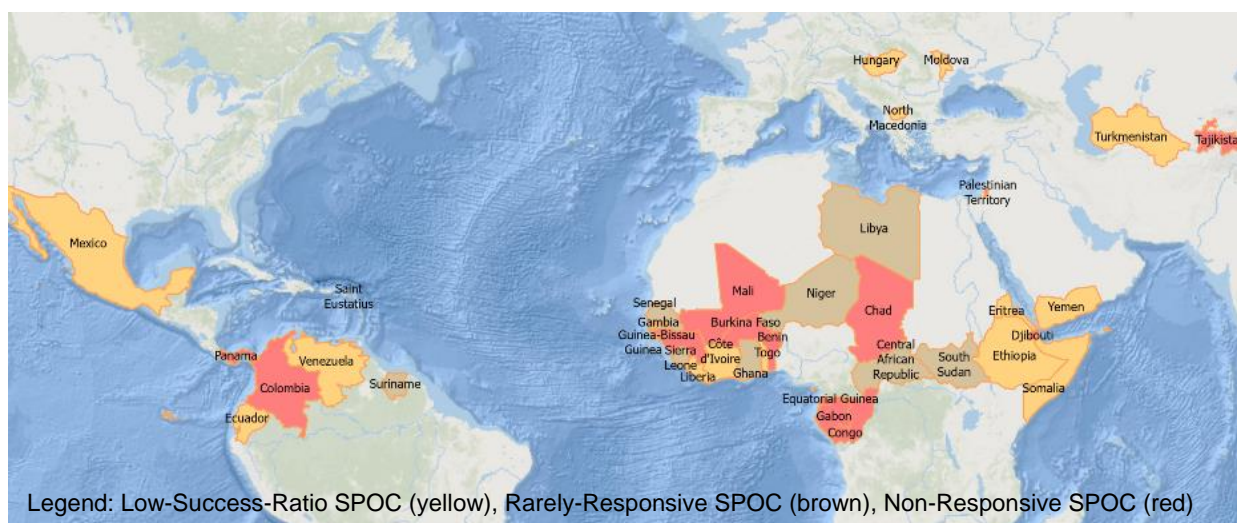 Hungary
Moldova
North
Macedonia
Turkmenistan
Tajikista
Palestinian
Territory
Mexico
Libya
Saint
Eustatius
Mali
Niger
Chad
Senegal
Gambia
Guinea-Bissau
Guinea
Sierra
Leone
Liberia
Burkina Faso
Benin
Togo
Côte
d'Ivoire
Ghana
Central
African
Republic
South
Sudan
Eritrea
Yemen
Djibouti
Ethiopia
Somalia
Panama
Venezuela
Colombia
Suriname
Ecuador
Equatorial Guinea
Gabon
Congo
Legend: Low-Success-Ratio SPOC (yellow), Rarely-Responsive SPOC (brown), Non-Responsive SPOC (red)